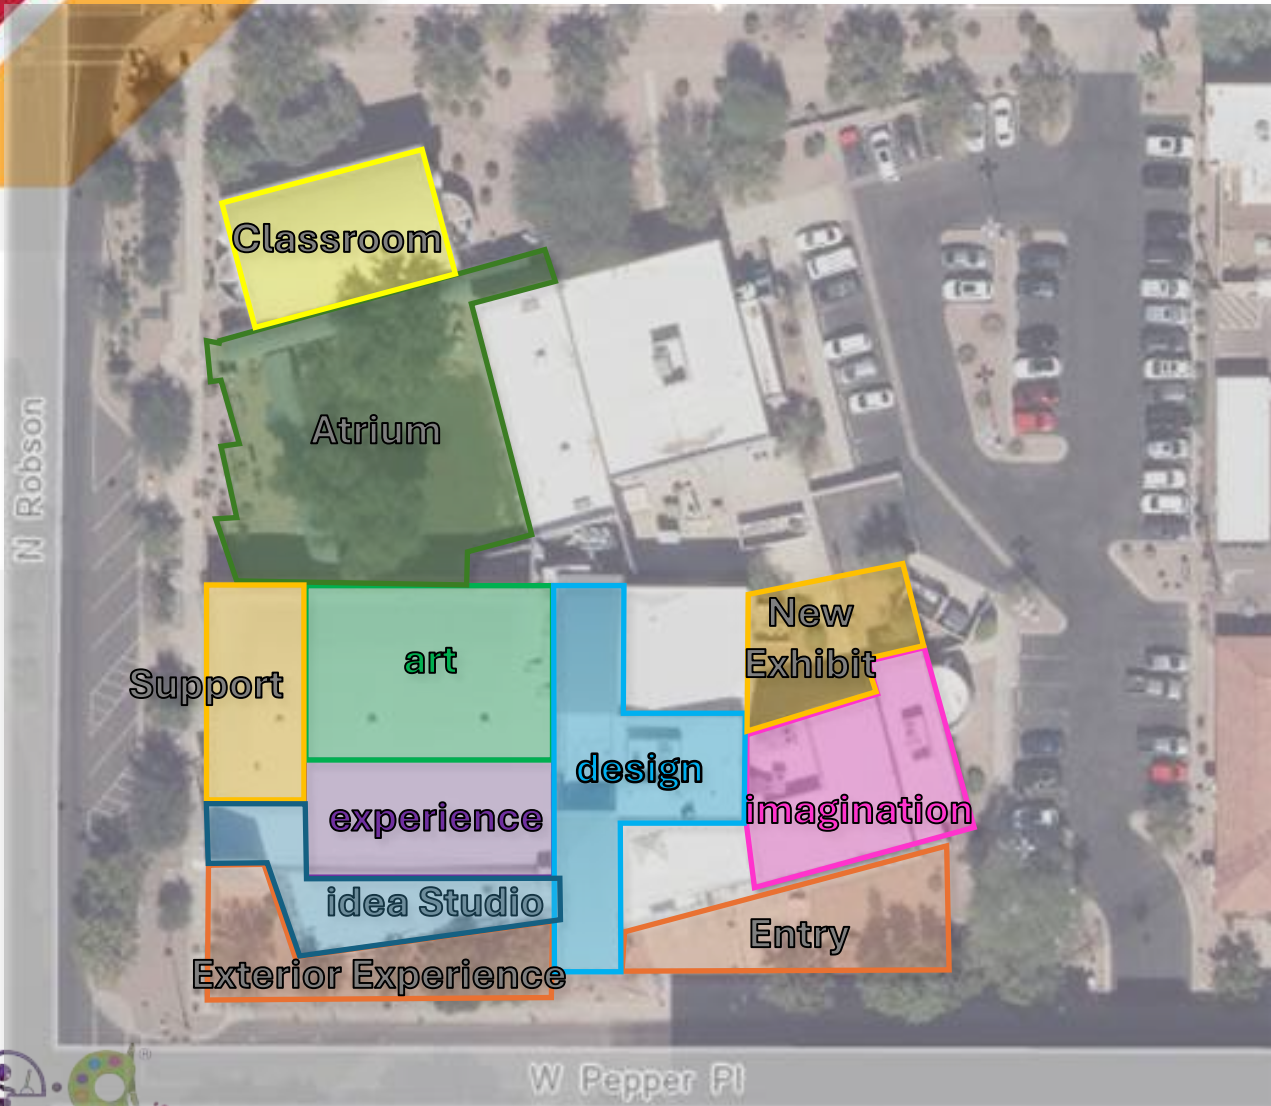 Classroom
Atrium
N Robson
New
Exhibit
art
Support
design
experience
imagination
idea Studio
Entry
Exterior Experience
W Pepper Pl